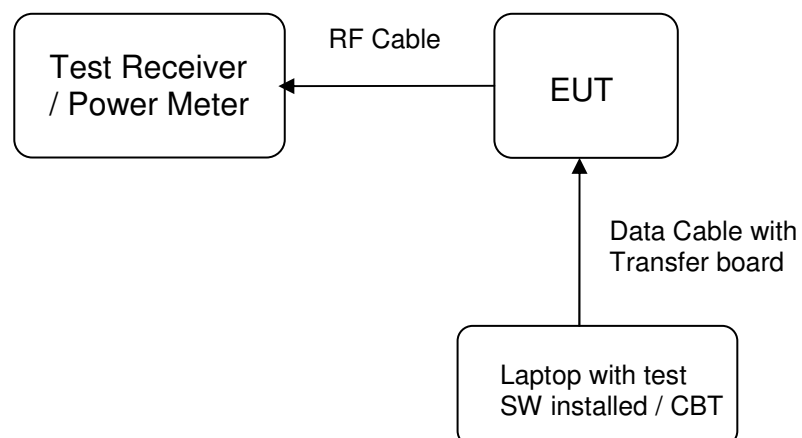 RF Cable
Test Receiver
/ Power Meter
EUT
Data Cable with
Transfer board
Laptop with test
SW installed / CBT